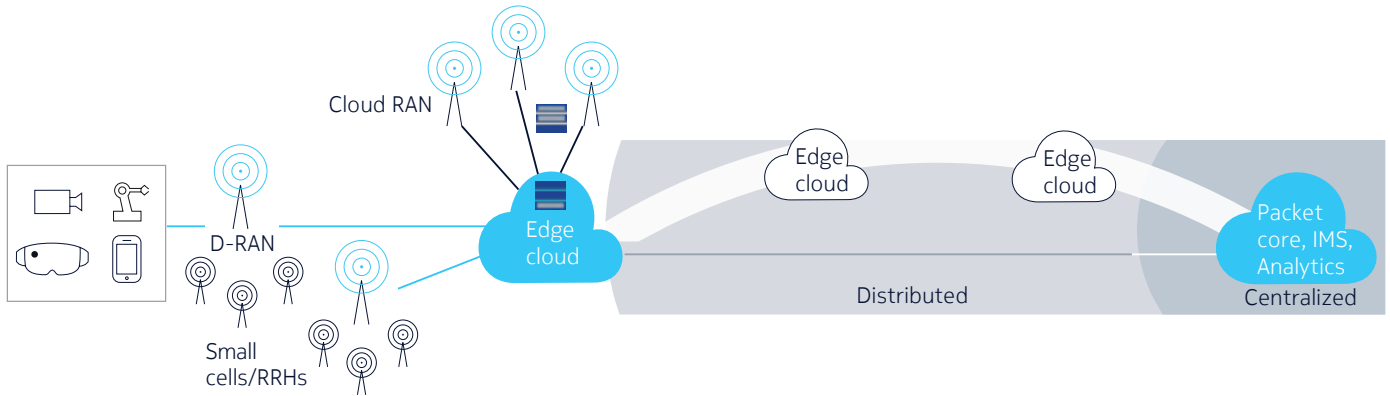 Cloud RAN
D-RAN
Small
cells/RRHs
Edge
cloud
Edge
cloud
Edge
cloud
Packet
core, IMS,
Analytics
Distributed
Centralized